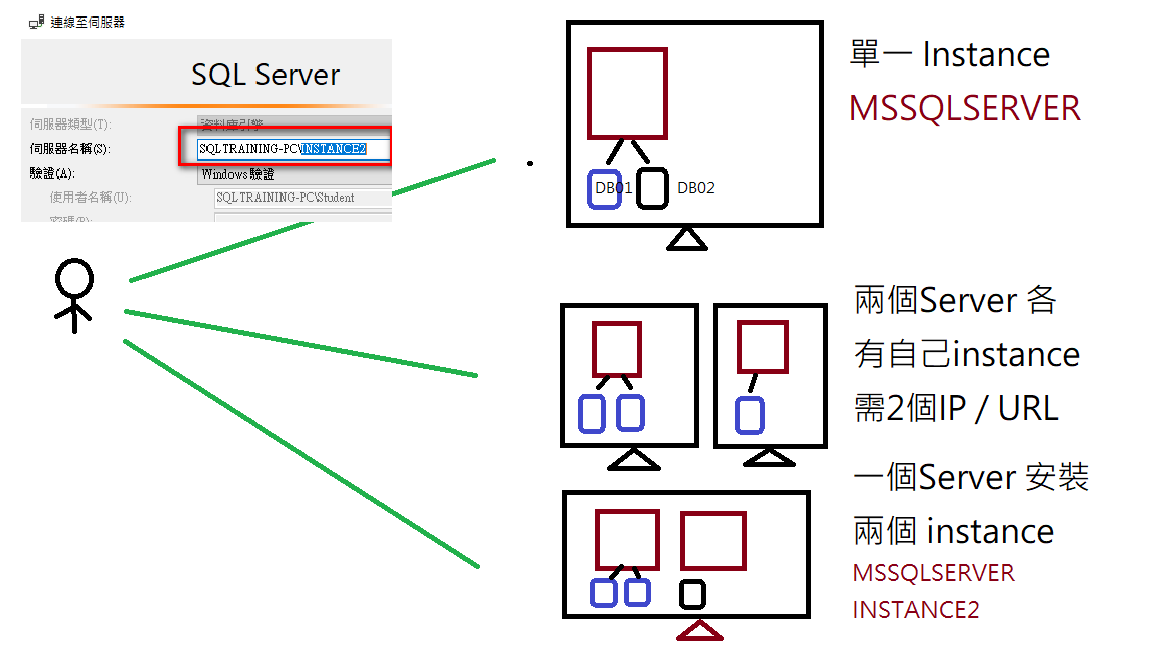 連線至伺服器
SQL Server
伺服器類型(T):
資料庫引擎
伺服器名稱(S):
SQLTRAINING-PC\INSTANCE2
驗證(A):
Windows 驗證
使用者名稱(U):
SQLTRAINING-PC\Student
密碼(P):
單一 Instance
MSSQLSERVER
DB01
DB02
兩個Server 各
有自己instance
需2個IP / URL
一個Server 安裝
兩個 instance
MSSQLSERVER
INSTANCE2